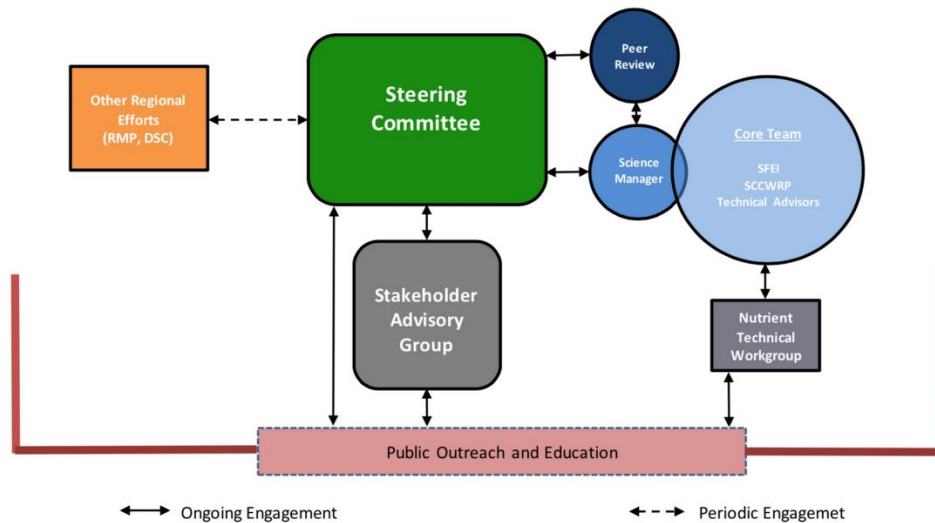 Steering
Committee
Peer
Review
Other Regional
Efforts
(RMP, DSC)
Science
Manager
Core Team
SFEI
SCCWRP
Technical Advisors
Stakeholder
Advisory
Group
Nutrient
Technical
Workgroup
Public Outreach and Education
Ongoing Engagement
Periodic Engagemet